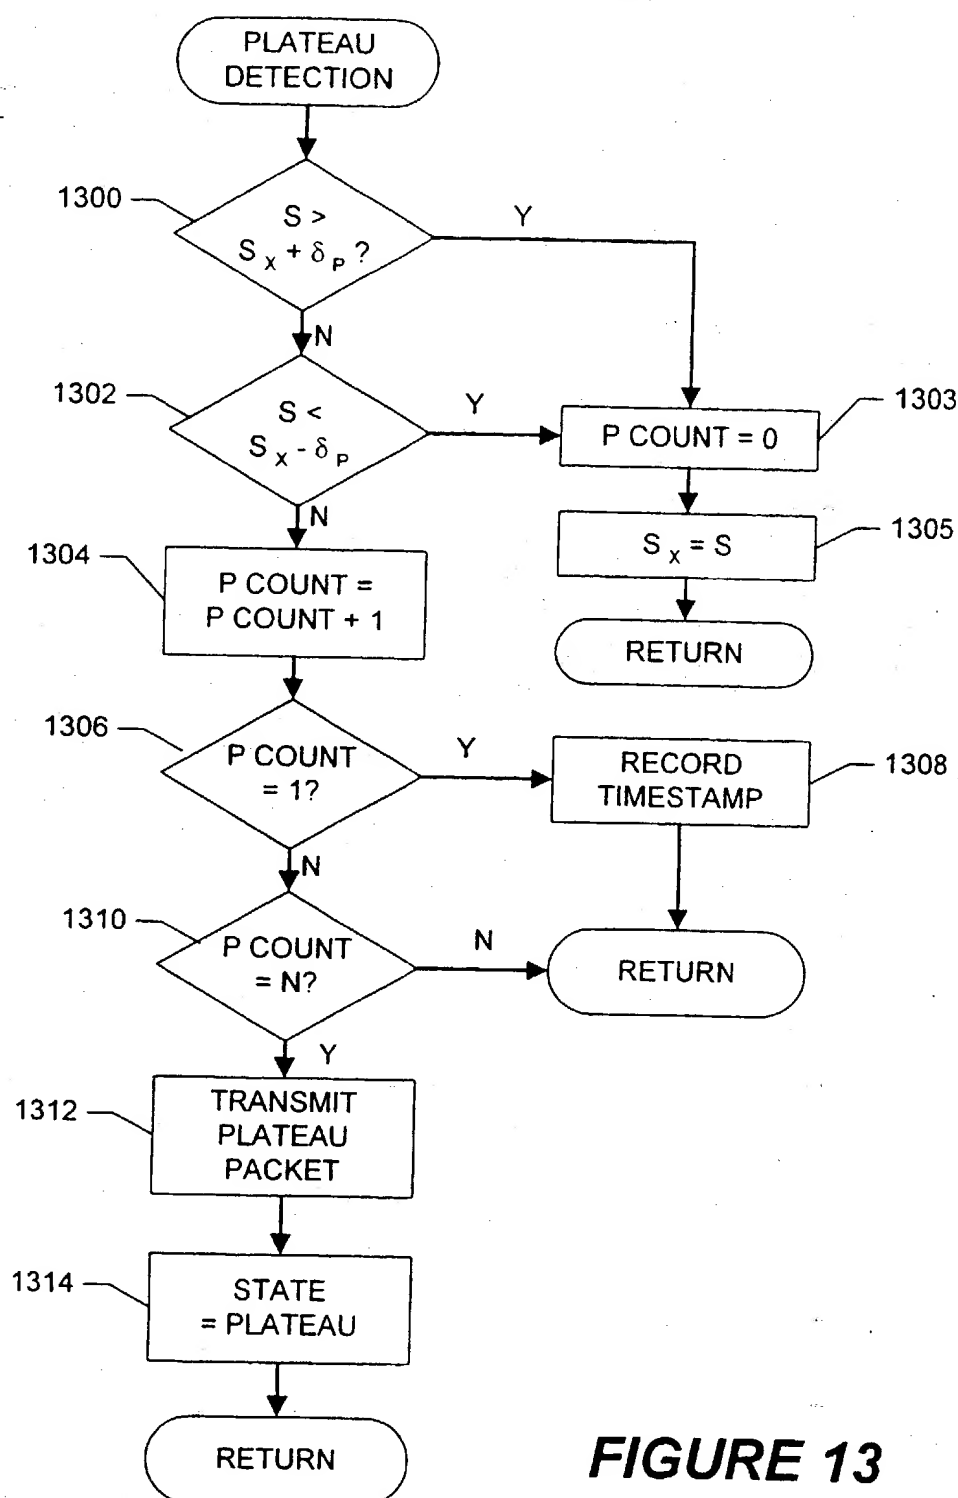 PLATEAU
DETECTION
1300
S >
S X + δ P ?
Y
N
1302
S <
S X - δ P
Y
P COUNT = 0
1303
N
S X = S
1305
1304
P COUNT =
P COUNT + 1
RETURN
1306
P COUNT
= 1?
Y
RECORD
TIMESTAMP
1308
N
1310
P COUNT
= N?
N
RETURN
Y
1312
TRANSMIT
PLATEAU
PACKET
1314
STATE
= PLATEAU
RETURN
FIGURE 13